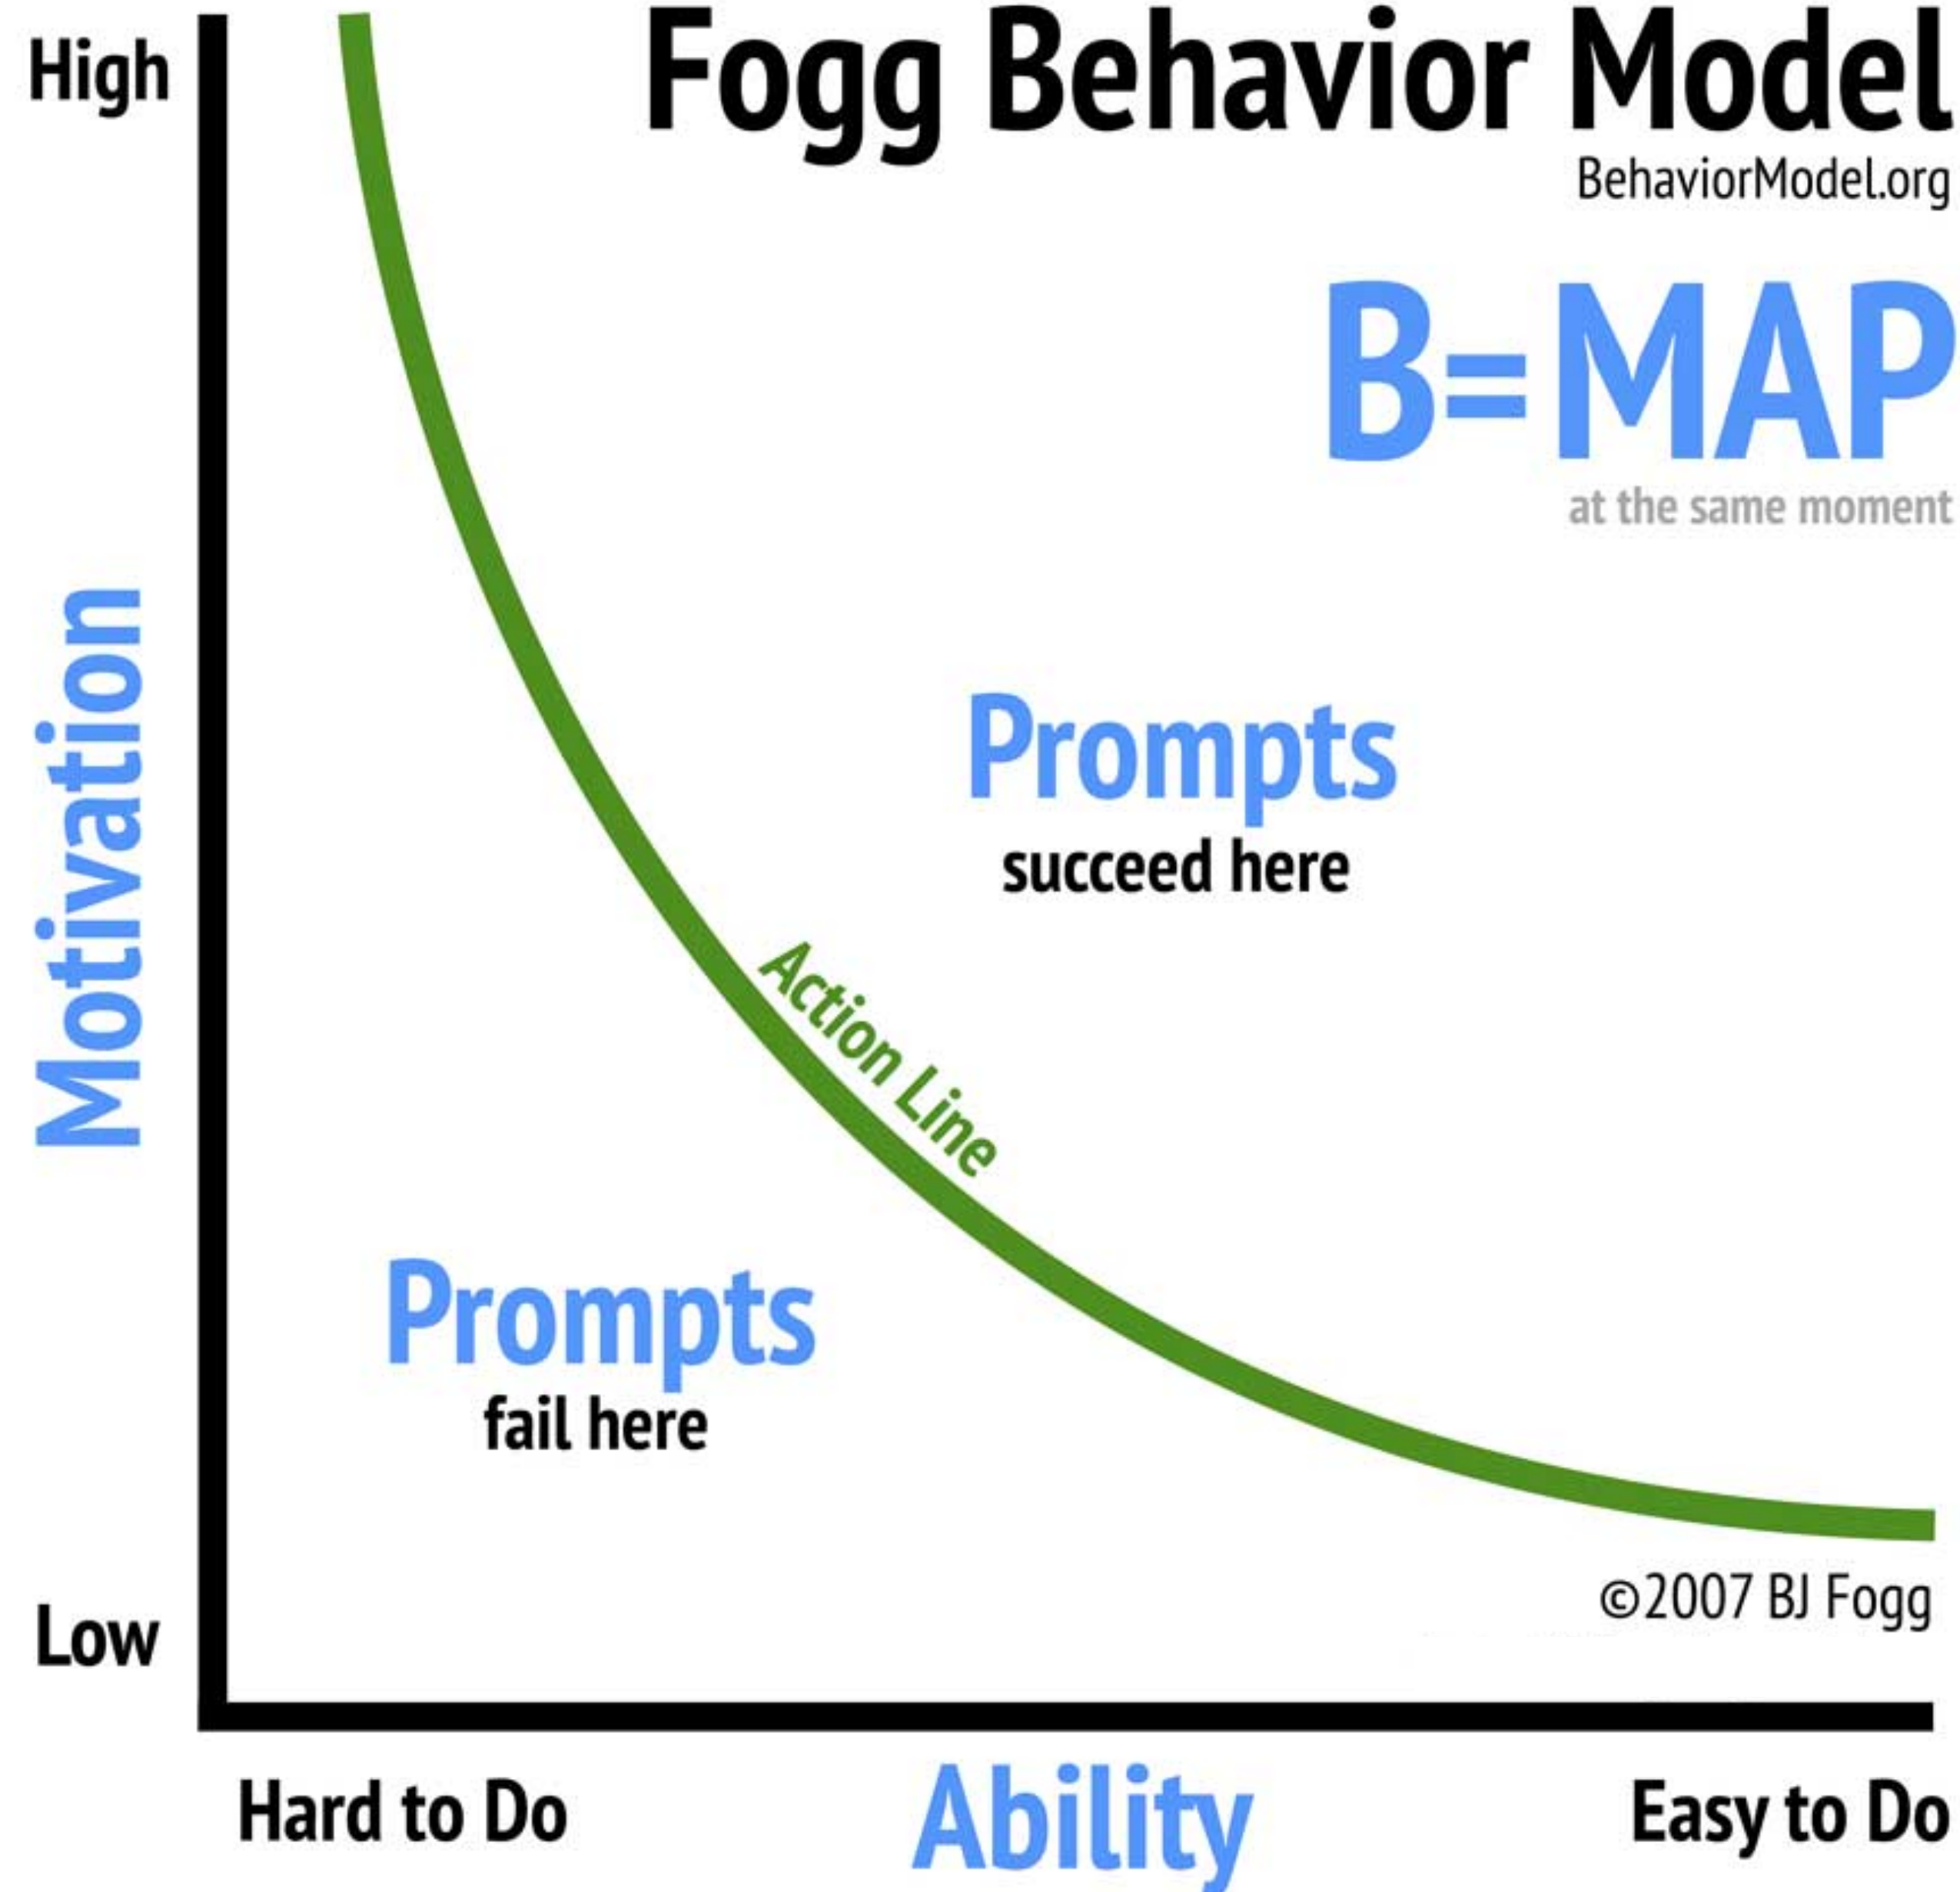 Fogg Behavior Model
BehaviorModel.org
B=MAP
at the same moment
High
Motivation
Low
Prompts
succeed here
Action Line
Prompts
fail here
©2007 BJ Fogg
Hard to Do
Ability
Easy to Do